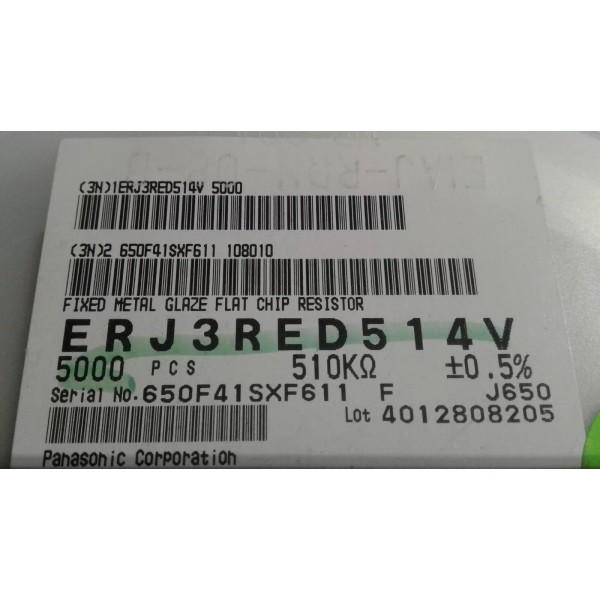 (3N)1ERJ3RED514V 5000
(3N)2 650F41SXF611 108010
FIXED METAL GLAZE FLAT CHIP RESISTOR
ERJ3RED514V
5000 PCS 510KΩ ±0.5%
Serial No.650F41SXF611 F J650
Lot 4012808205
Panasonic Corporation